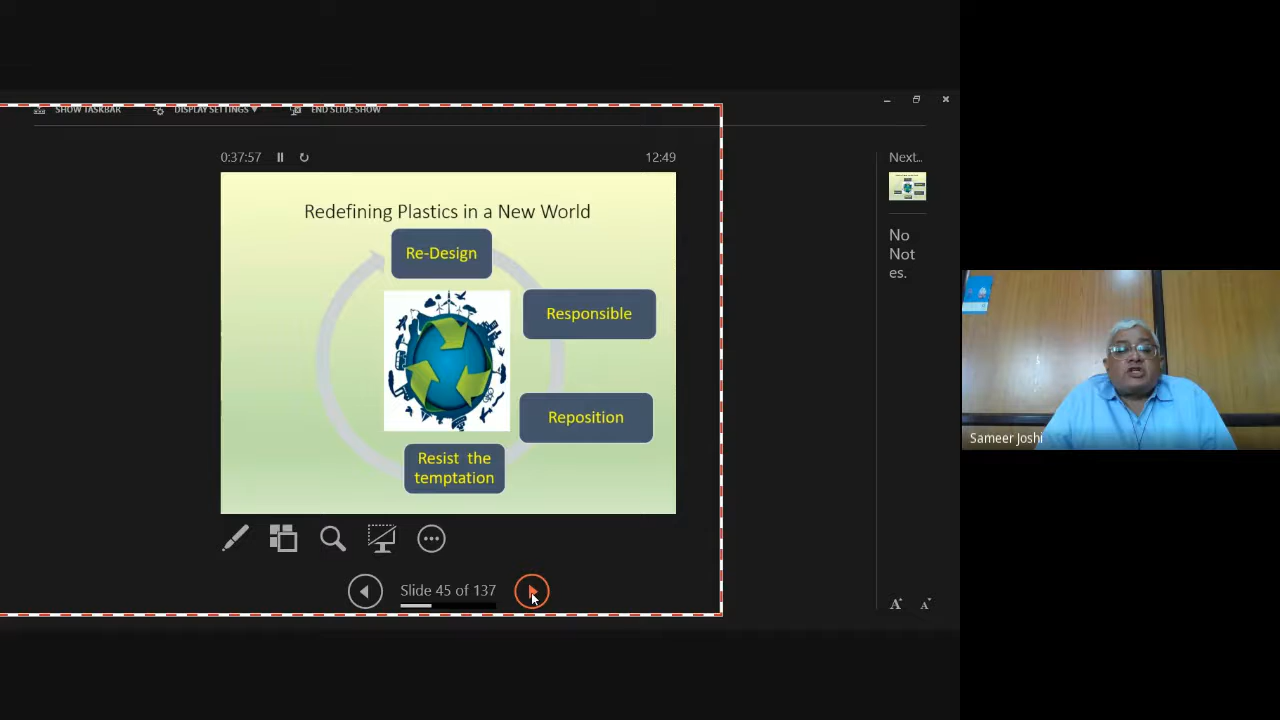 SHOW TASKBAR
DISPLAY SETTINGS
END SLIDE SHOW
0:37:57
12:49
Next...
Redefining Plastics in a New World
Re-Design
Responsible
Reposition
Resist the
temptation
No
Not
es.
Sameer Joshi
Slide 45 of 137
A
A